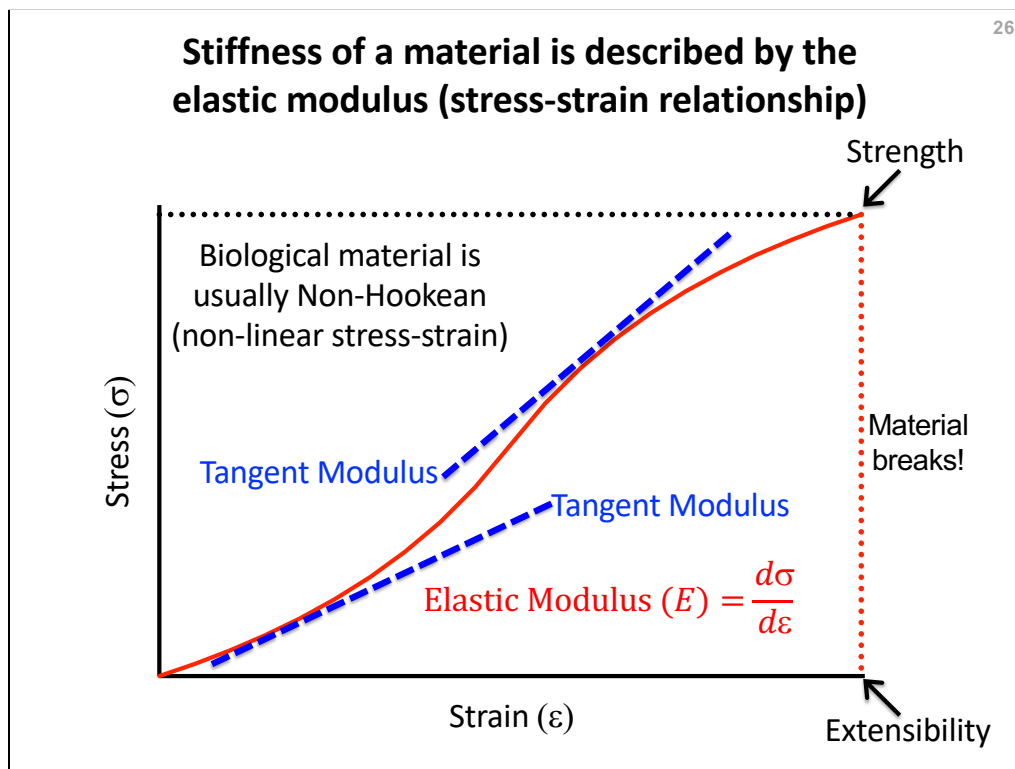 26
Stiffness of a material is described by the
elastic modulus (stress-strain relationship)
Strength
Biological material is
usually Non-Hookean
(non-linear stress-strain)
Stress (σ)
Material
breaks!
Tangent Modulus
Tangent Modulus
Elastic Modulus (E) = dσ/dε
Strain (ε)
Extensibility